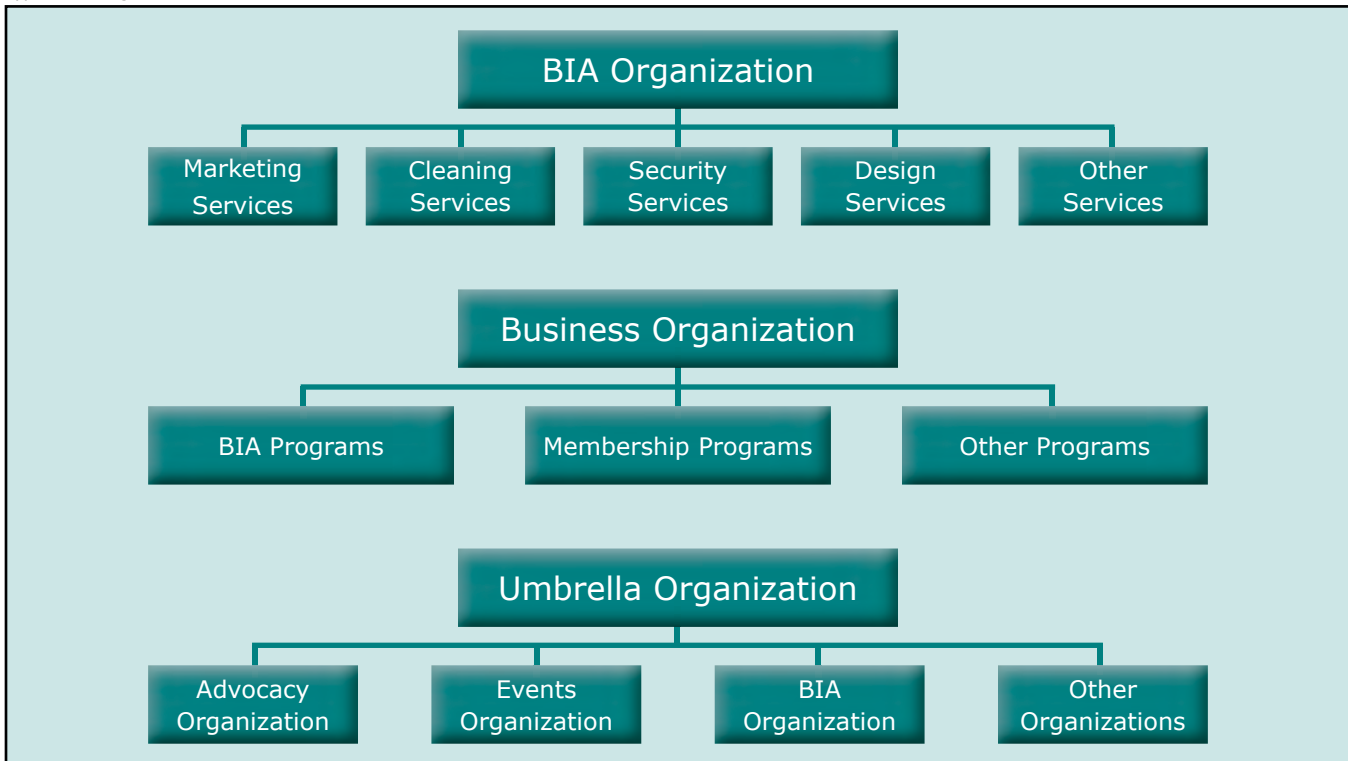 BIA Organization
Marketing
Services
Cleaning
Services
Security
Services
Design
Services
Other
Services
Business Organization
BIA Programs
Membership Programs
Other Programs
Umbrella Organization
Advocacy
Organization
Events
Organization
BIA
Organization
Other
Organizations